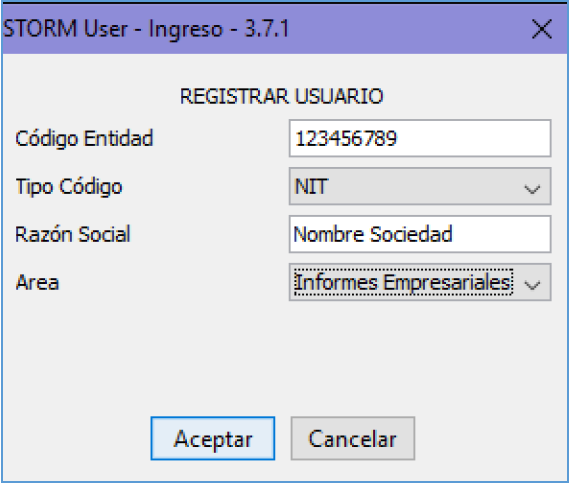 STORM User - Ingreso - 3.7.1
REGISTRAR USUARIO
Código Entidad 123456789
Tipo Código NIT
Razón Social Nombre Sociedad
Area Informes Empresariales
Aceptar Cancelar